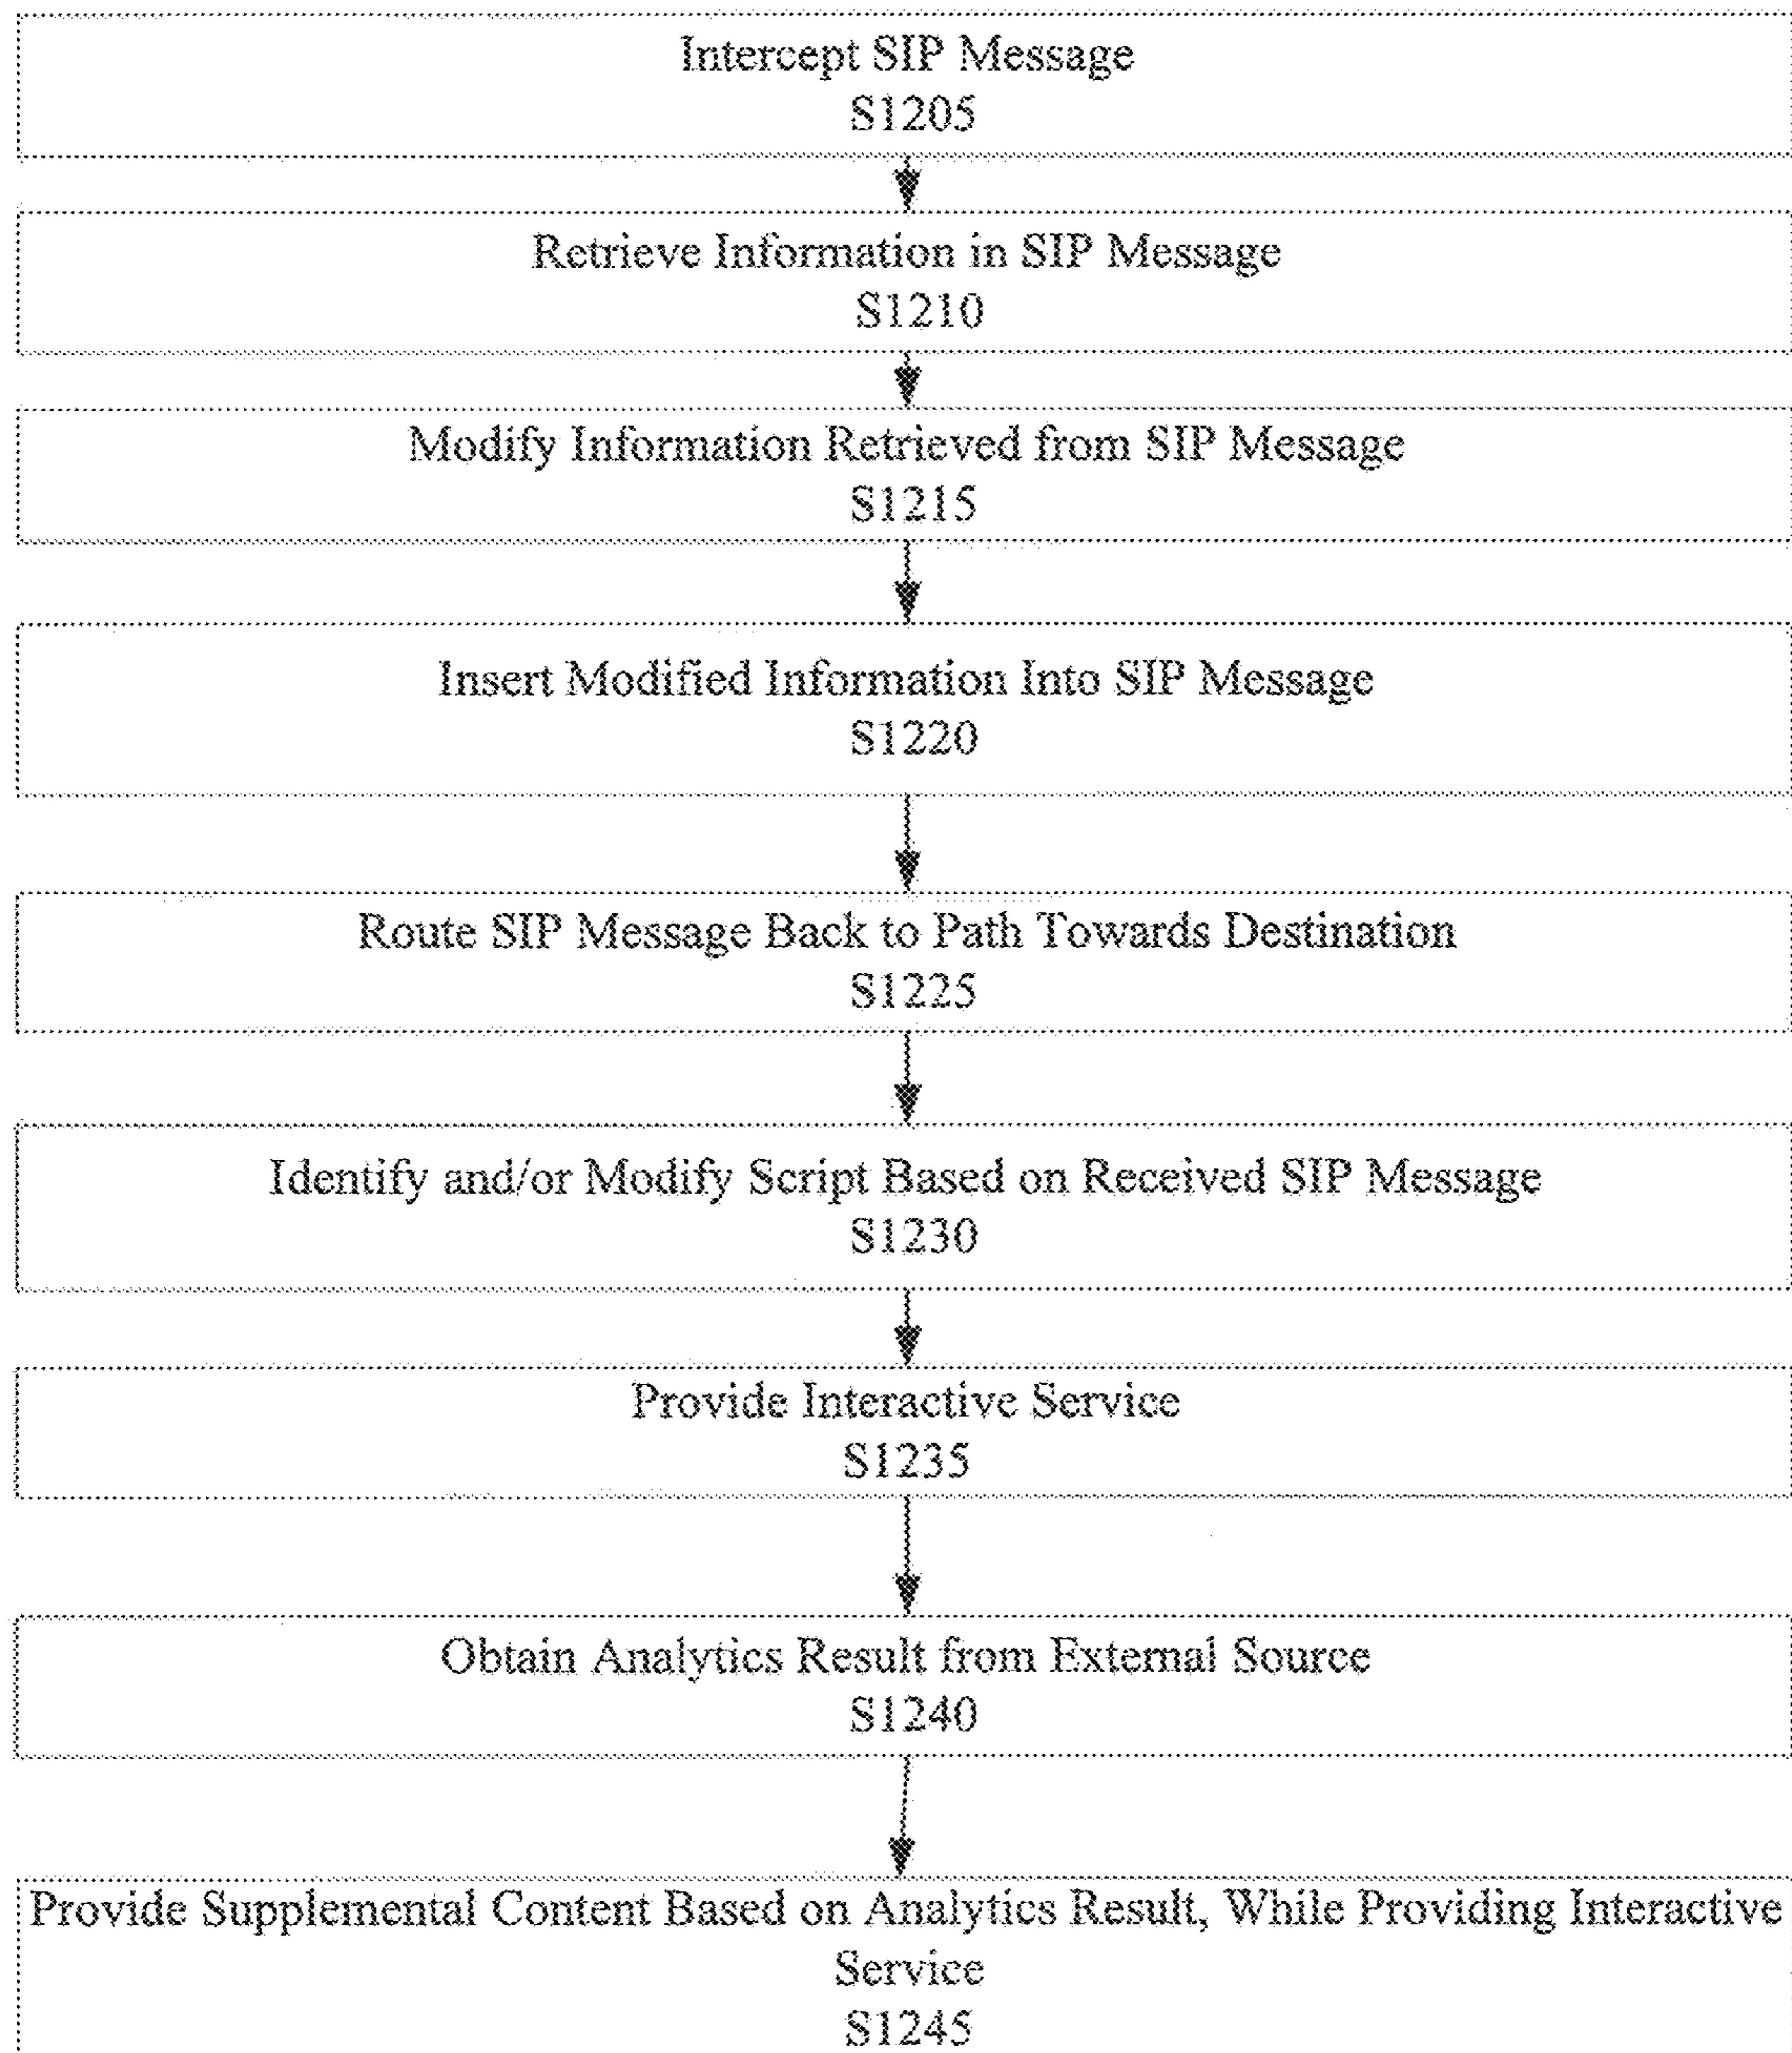 Intercept SIP Message
S1205
Retrieve Information in SIP Message
S1210
Modify Information Retrieved from SIP Message
S1215
Insert Modified Information Into SIP Message
S1220
Route SIP Message Back to Path Towards Destination
S1225
Identify and/or Modify Script Based on Received SIP Message
S1230
Provide Interactive Service
S1235
Obtain Analytics Result from External Source
S1240
Provide Supplemental Content Based on Analytics Result, While Providing Interactive
Service
S1245